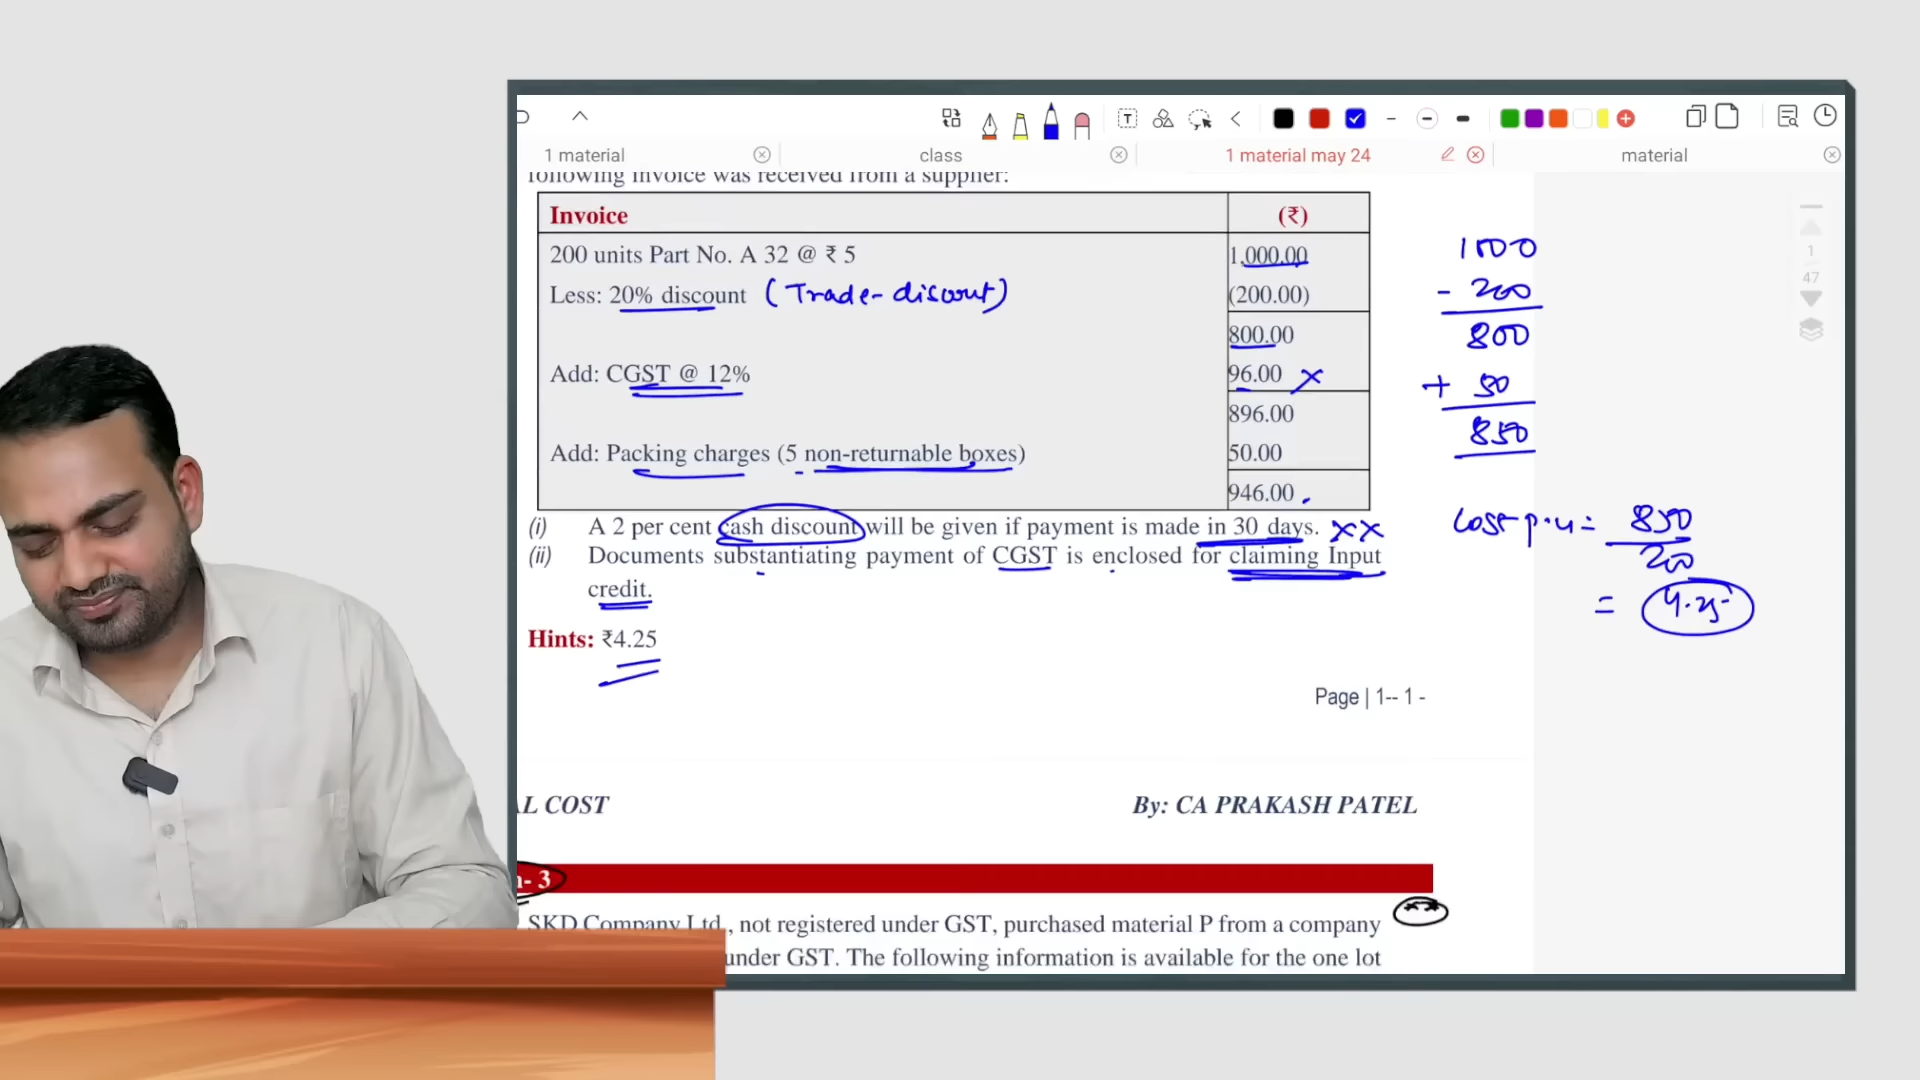 1 material
class
1 material may 24
material
following invoice was received from a supplier:
Invoice (₹)
200 units Part No. A 32 @ ₹ 5 1,000.00
Less: 20% discount (Trade-discount) (200.00)
800.00
Add: CGST @ 12% 96.00 ×
896.00
Add: Packing charges (5 non-returnable boxes) 50.00
946.00
(i) A 2 per cent cash discount will be given if payment is made in 30 days. ××
(ii) Documents substantiating payment of CGST is enclosed for claiming Input
credit.
Hints: ₹4.25
Page | 1-- 1 -
1000
- 200
800
+ 50
850
Cost p.u = 850
200
= 4.25
1
47
L COST
By: CA PRAKASH PATEL
- 3
SKD Company Ltd., not registered under GST, purchased material P from a company
under GST. The following information is available for the one lot